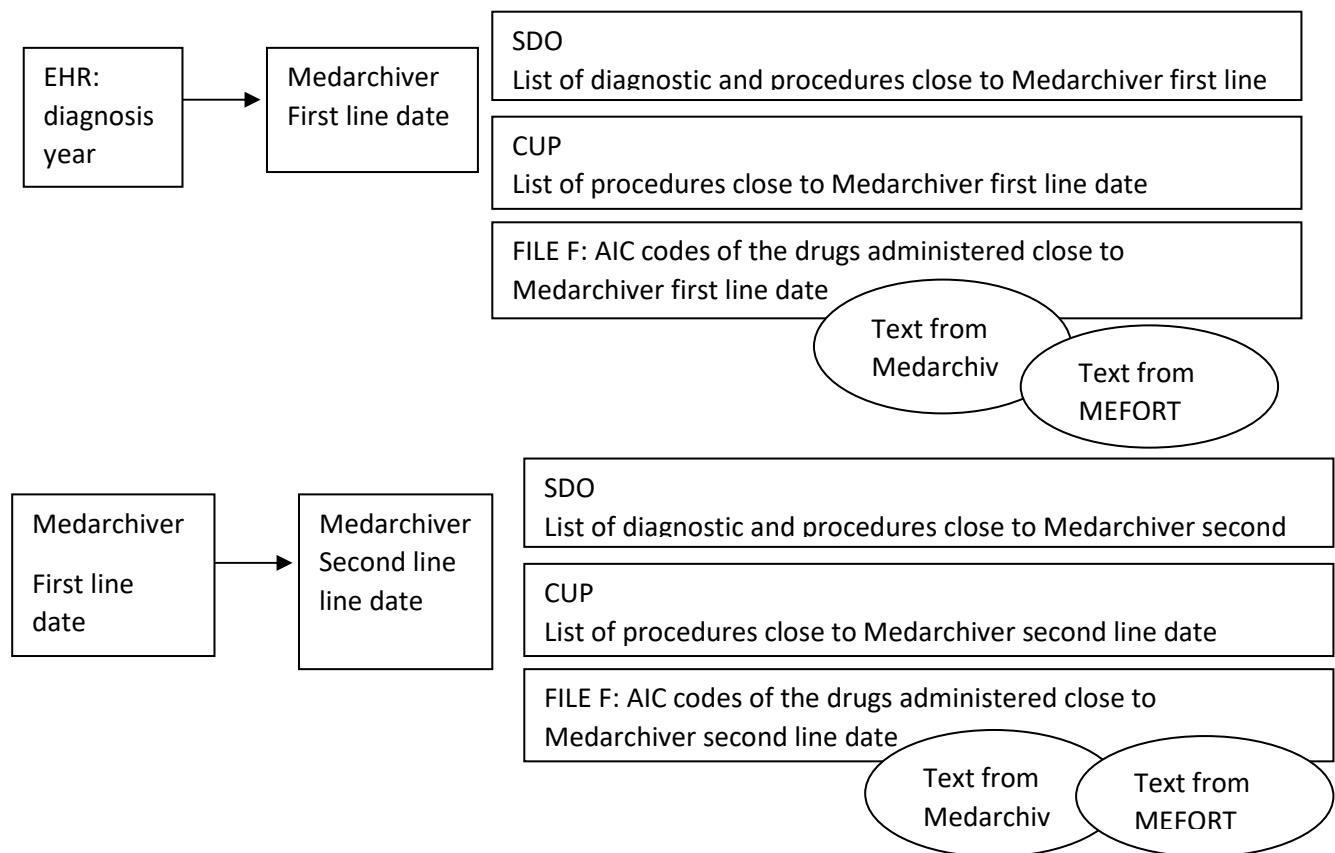 EHR:
diagnosis
year
Medarchiver
First line date
SDO
List of diagnostic and procedures close to Medarchiver first line
CUP
List of procedures close to Medarchiver first line date
FILE F: AIC codes of the drugs administered close to
Medarchiver first line date
Text from
Medarchiv
Text from
MEFORT
Medarchiver
First line
date
Medarchiver
Second line
line date
SDO
List of diagnostic and procedures close to Medarchiver second
CUP
List of procedures close to Medarchiver second line date
FILE F: AIC codes of the drugs administered close to
Medarchiver second line date
Text from
Medarchiv
Text from
MEFORT